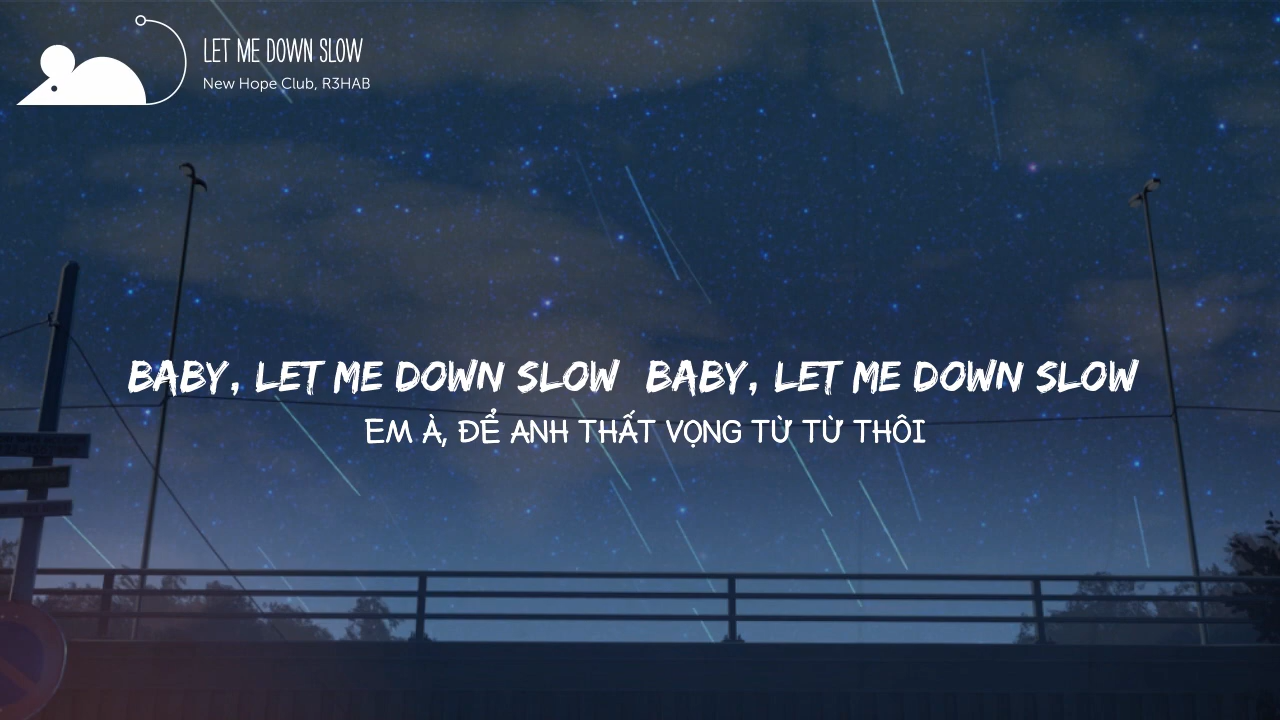 LET ME DOWN SLOW
New Hope Club, R3HAB
BABY, LET ME DOWN SLOW BABY, LET ME DOWN SLOW
EM À, ĐỂ ANH THẤT VỌNG TỪ TỪ THÔI